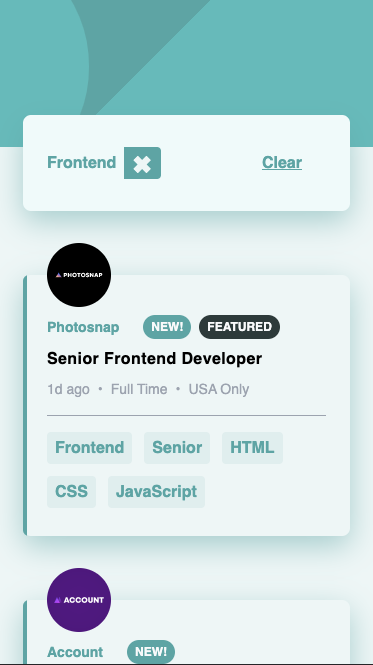 Frontend ✖ Clear
PHOTOSNAP
Photosnap NEW! FEATURED
Senior Frontend Developer
1d ago • Full Time • USA Only
Frontend Senior HTML
CSS JavaScript
ACCOUNT
Account NEW!